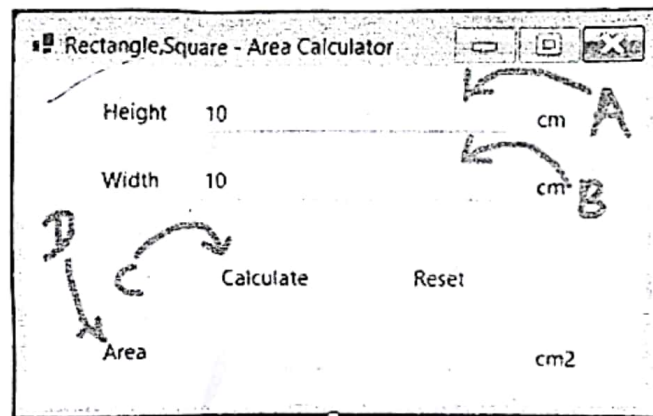 Rectangle,Square - Area Calculator
Height 10 cm A
Width 10 cm B
D
C Calculate Reset
Area cm2